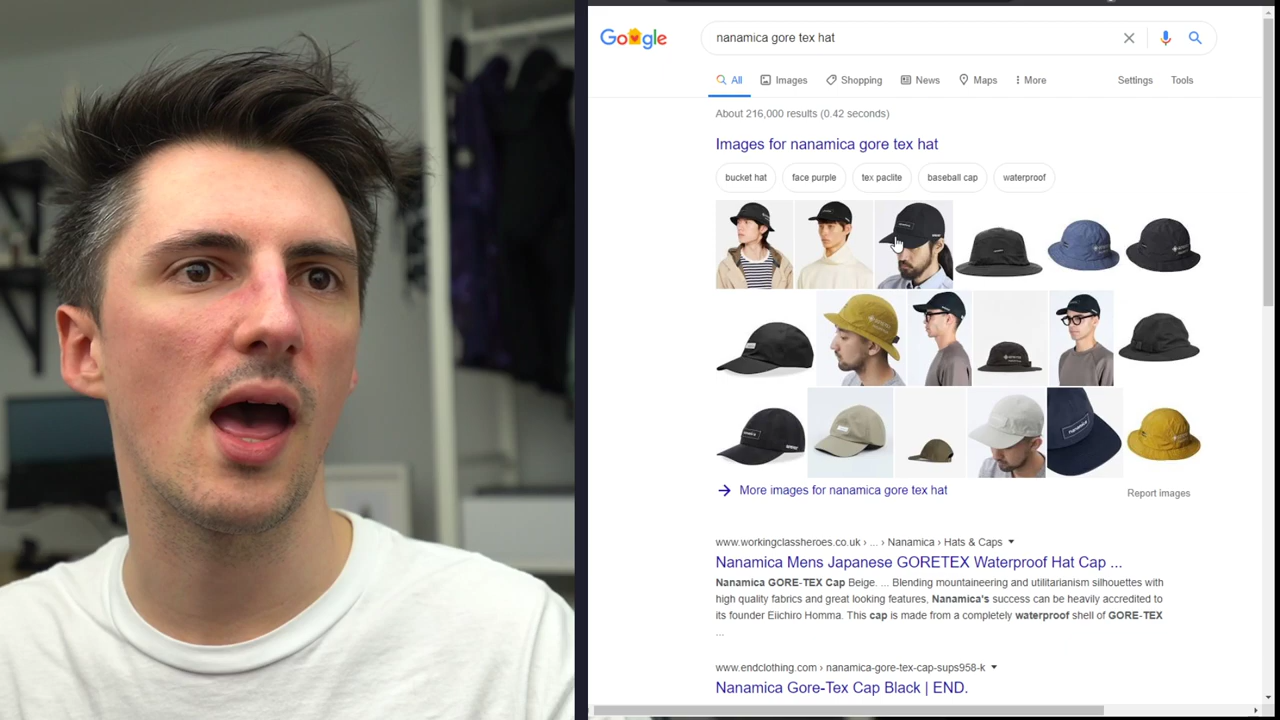 Google
nanamica gore tex hat
All
Images
Shopping
News
Maps
More
Settings
Tools
About 216,000 results (0.42 seconds)
Images for nanamica gore tex hat
bucket hat
face purple
tex paclite
baseball cap
waterproof
More images for nanamica gore tex hat
Report images
www.workingclassheroes.co.uk › ... › Nanamica › Hats & Caps
Nanamica Mens Japanese GORETEX Waterproof Hat Cap ...
Nanamica GORE-TEX Cap Beige. ... Blending mountaineering and utilitarianism silhouettes with
high quality fabrics and great looking features, Nanamica's success can be heavily accredited to
its founder Eiichiro Homma. This cap is made from a completely waterproof shell of GORE-TEX
...
www.endclothing.com › nanamica-gore-tex-cap-sups958-k
Nanamica Gore-Tex Cap Black | END.